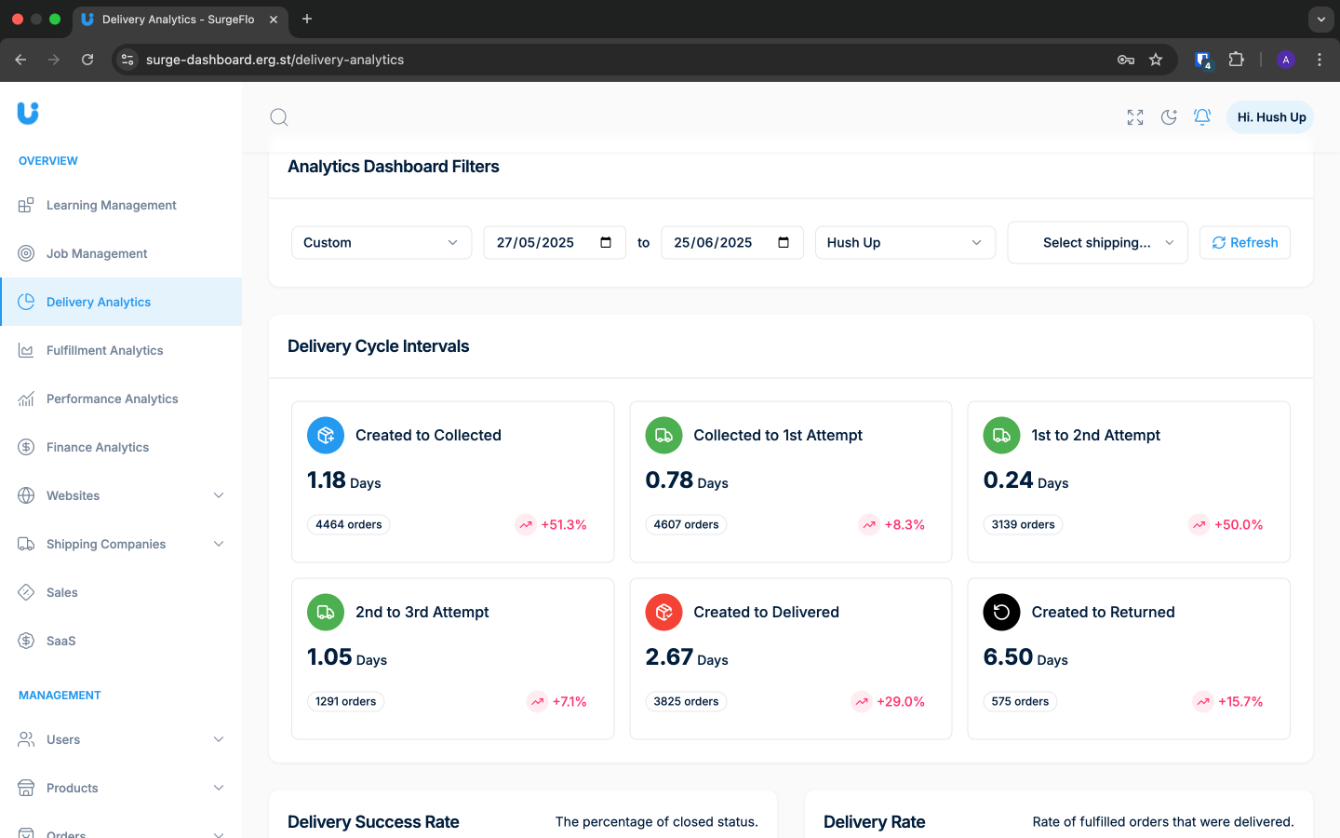 Delivery Analytics - SurgeFlo
surge-dashboard.erg.st/delivery-analytics
4
A
Hi. Hush Up
OVERVIEW
Learning Management
Job Management
Delivery Analytics
Fulfillment Analytics
Performance Analytics
Finance Analytics
Websites
Shipping Companies
Sales
SaaS
MANAGEMENT
Users
Products
Orders
Analytics Dashboard Filters
Custom 27/05/2025 to 25/06/2025 Hush Up Select shipping... Refresh
Delivery Cycle Intervals
Created to Collected
1.18 Days
4464 orders +51.3%
Collected to 1st Attempt
0.78 Days
4607 orders +8.3%
1st to 2nd Attempt
0.24 Days
3139 orders +50.0%
2nd to 3rd Attempt
1.05 Days
1291 orders +7.1%
Created to Delivered
2.67 Days
3825 orders +29.0%
Created to Returned
6.50 Days
575 orders +15.7%
Delivery Success Rate The percentage of closed status.
Delivery Rate Rate of fulfilled orders that were delivered.